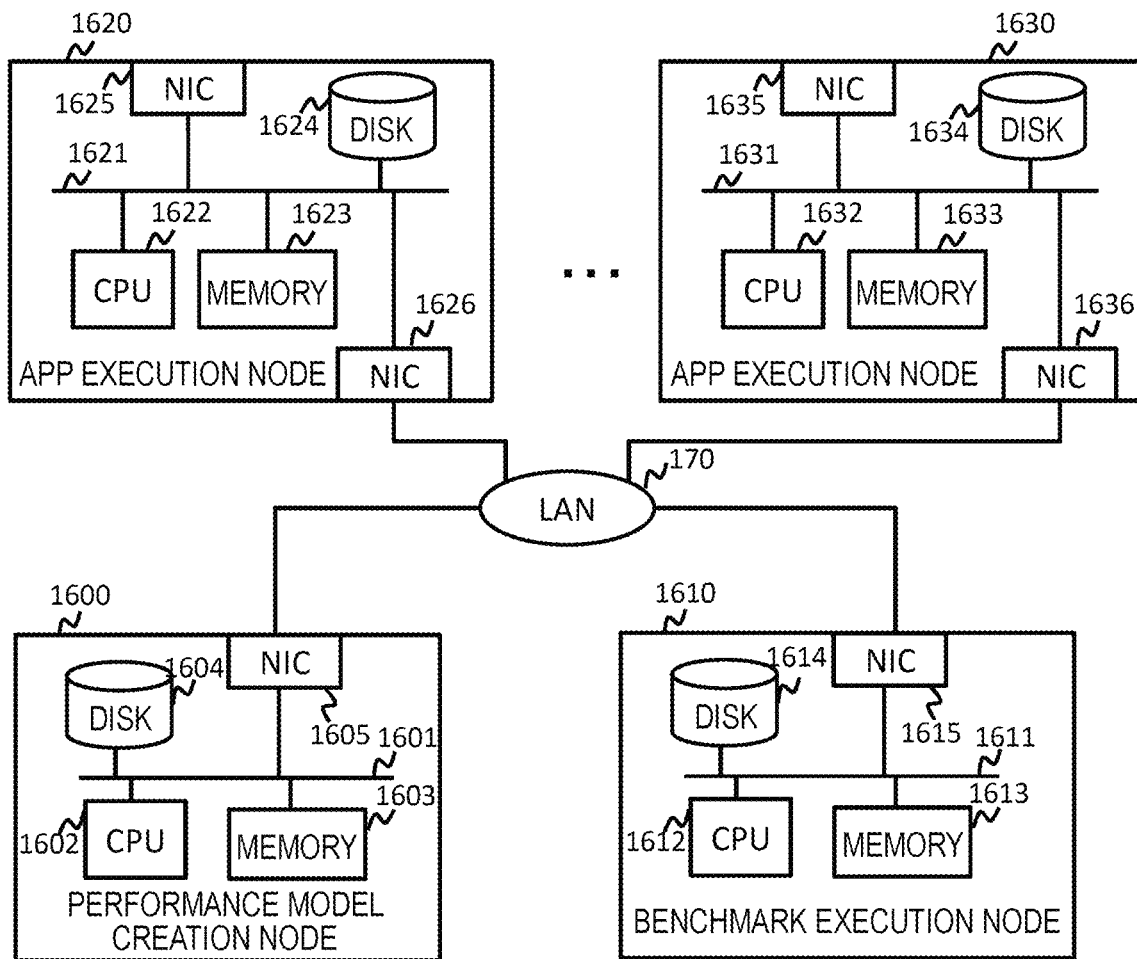 1620
1630
NIC
1625
1624
DISK
NIC
1635
1634
DISK
1621
1631
1622
1623
1632
1633
CPU
MEMORY
...
CPU
MEMORY
1626
1636
APP EXECUTION NODE
NIC
APP EXECUTION NODE
NIC
170
LAN
1600
1610
1604
NIC
1614
NIC
DISK
DISK
1605
1615
1601
1611
1603
1613
1602
CPU
MEMORY
1612
CPU
MEMORY
PERFORMANCE MODEL
CREATION NODE
BENCHMARK EXECUTION NODE